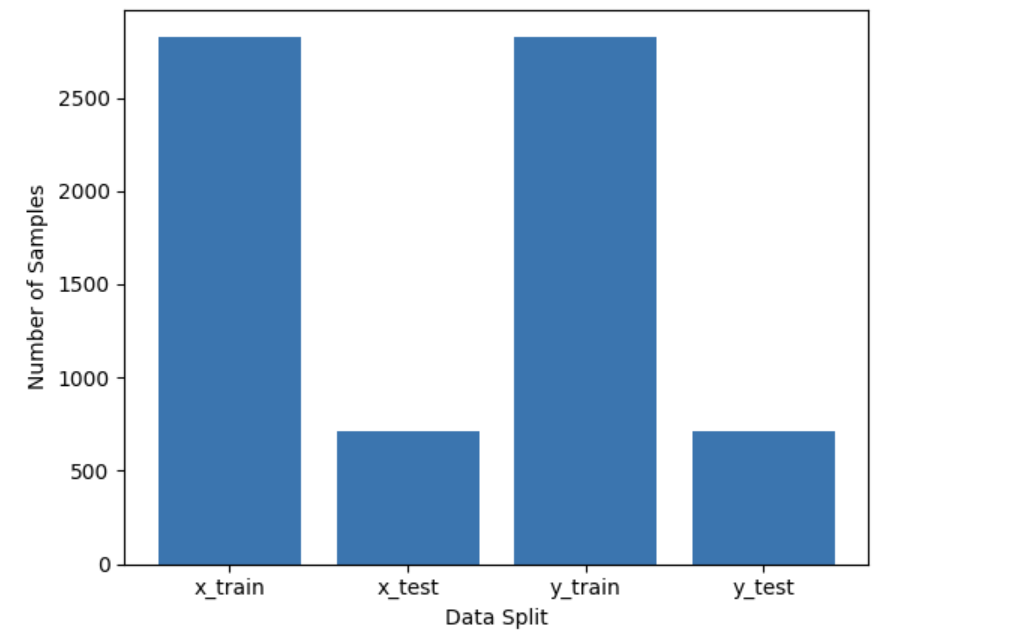 2500
2000
1500
1000
500
0
Number of Samples
x_train x_test y_train y_test
Data Split